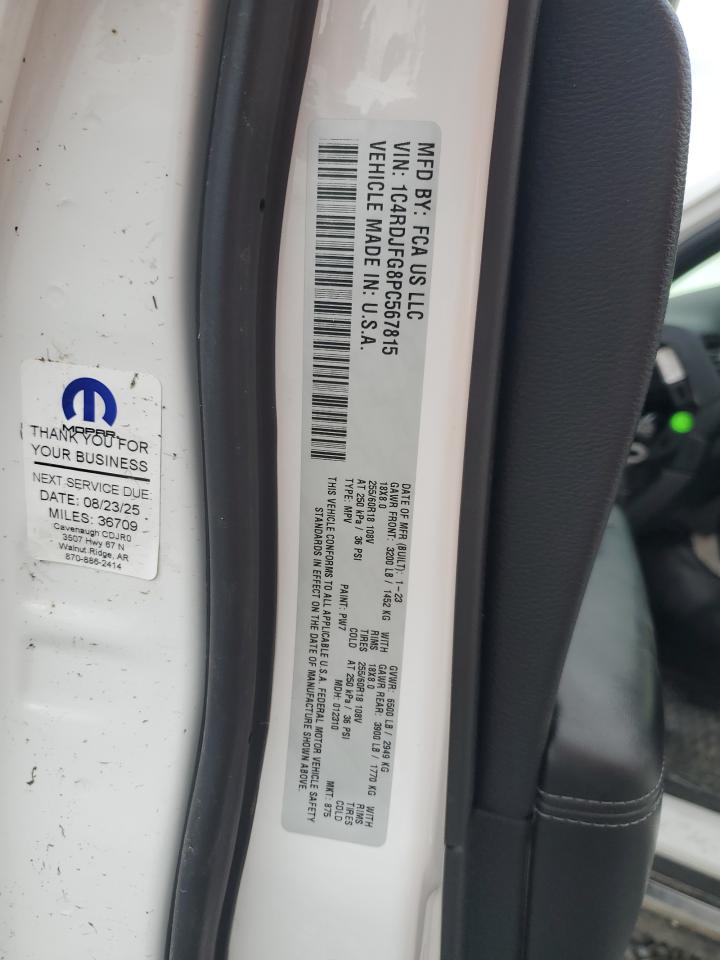 MFD BY: FCA US LLC
VIN: 1C4RDJFG8PC567815
VEHICLE MADE IN: U.S.A.
DATE OF MFR (BUILT): 1-23 GVWR: 6500 LB / 2949 KG
GAWR FRONT: 3200 LB / 1452 KG WITH GAWR REAR: 3900 LB / 1770 KG WITH
18X8.0 RIMS 18X8.0 RIMS
255/60R18 108V TIRES 255/60R18 108V TIRES
AT 250 kPa / 36 PSI COLD AT 250 kPa / 36 PSI COLD
TYPE: MPV PAINT: PW7 MDH: 012310 MKT: 875
THIS VEHICLE CONFORMS TO ALL APPLICABLE U.S.A. FEDERAL MOTOR VEHICLE SAFETY
STANDARDS IN EFFECT ON THE DATE OF MANUFACTURE SHOWN ABOVE.
MOPAR
THANK YOU FOR
YOUR BUSINESS
NEXT SERVICE DUE:
DATE: 08/23/25
MILES: 36709
Cavenaugh CDJR0
3507 Hwy 67 N
Walnut Ridge, AR
870-886-2414